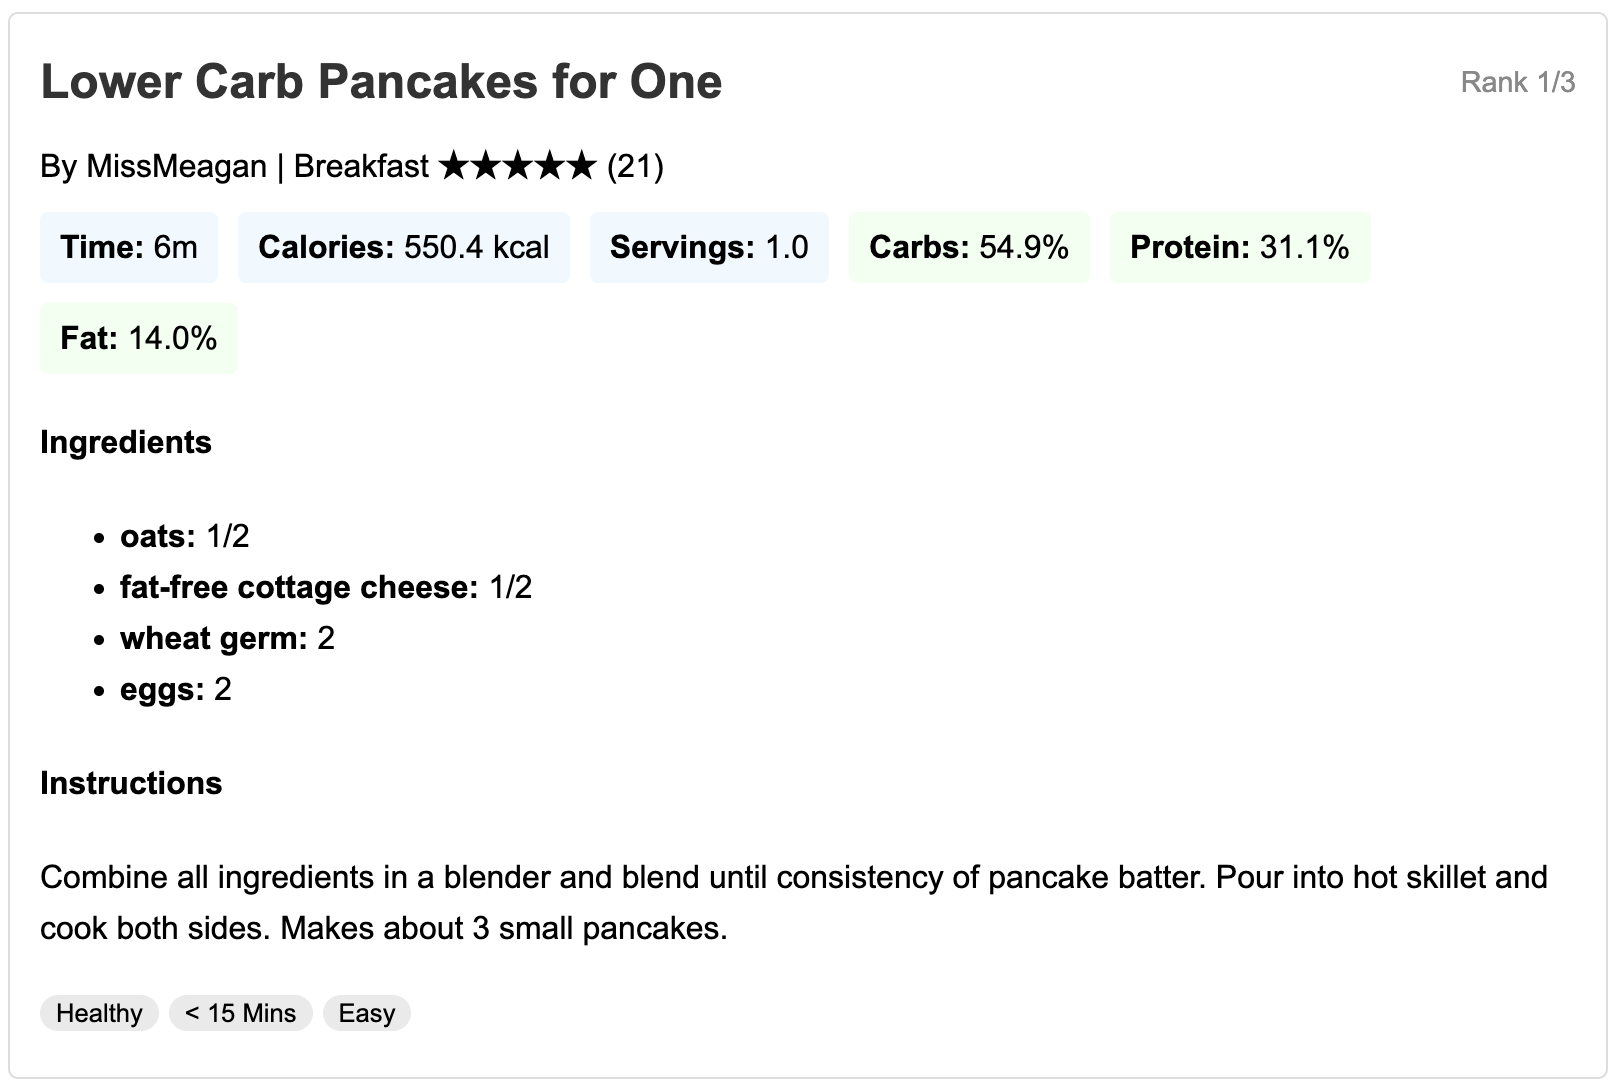 Lower Carb Pancakes for One
Rank 1/3
By MissMeagan | Breakfast ★★★★★ (21)
Time: 6m Calories: 550.4 kcal Servings: 1.0 Carbs: 54.9% Protein: 31.1%
Fat: 14.0%
Ingredients
• oats: 1/2
• fat-free cottage cheese: 1/2
• wheat germ: 2
• eggs: 2
Instructions
Combine all ingredients in a blender and blend until consistency of pancake batter. Pour into hot skillet and
cook both sides. Makes about 3 small pancakes.
Healthy < 15 Mins Easy